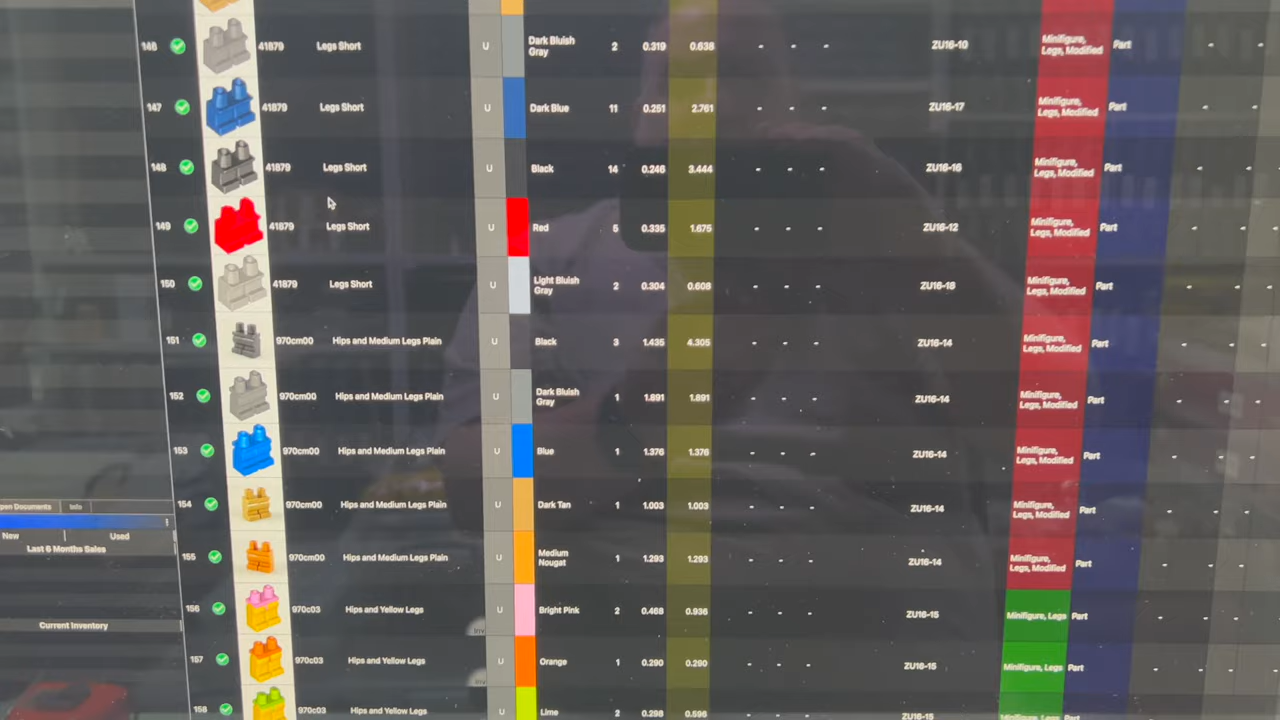 146 41879 Legs Short U Dark Bluish Gray 2 0.319 0.638 - - - ZU16-10 Minifigure, Legs, Modified Part
147 41879 Legs Short U Dark Blue 11 0.251 2.761 - - - ZU16-17 Minifigure, Legs, Modified Part
148 41879 Legs Short U Black 14 0.246 3.444 - - - ZU16-16 Minifigure, Legs, Modified Part
149 41879 Legs Short U Red 5 0.335 1.675 - - - ZU16-12 Minifigure, Legs, Modified Part
150 41879 Legs Short U Light Bluish Gray 2 0.304 0.608 - - - ZU16-18 Minifigure, Legs, Modified Part
151 970cm00 Hips and Medium Legs Plain U Black 3 1.435 4.305 - - - ZU16-14 Minifigure, Legs, Modified Part
152 970cm00 Hips and Medium Legs Plain U Dark Bluish Gray 1 1.891 1.891 - - - ZU16-14 Minifigure, Legs, Modified Part
153 970cm00 Hips and Medium Legs Plain U Blue 1 1.376 1.376 - - - ZU16-14 Minifigure, Legs, Modified Part
154 970cm00 Hips and Medium Legs Plain U Dark Tan 1 1.003 1.003 - - - ZU16-14 Minifigure, Legs, Modified Part
155 970cm00 Hips and Medium Legs Plain U Medium Nougat 1 1.293 1.293 - - - ZU16-14 Minifigure, Legs, Modified Part
156 970c03 Hips and Yellow Legs U Bright Pink 2 0.468 0.936 - - - ZU16-15 Minifigure, Legs Part
157 970c03 Hips and Yellow Legs U Orange 1 0.290 0.290 - - - ZU16-15 Minifigure, Legs Part
158 970c03 Hips and Yellow Legs U Lime 2 0.298 0.596 - - - ZU16-15 Minifigure, Legs Part
pen Documents Info
New Used
Last 6 Months Sales
Current Inventory